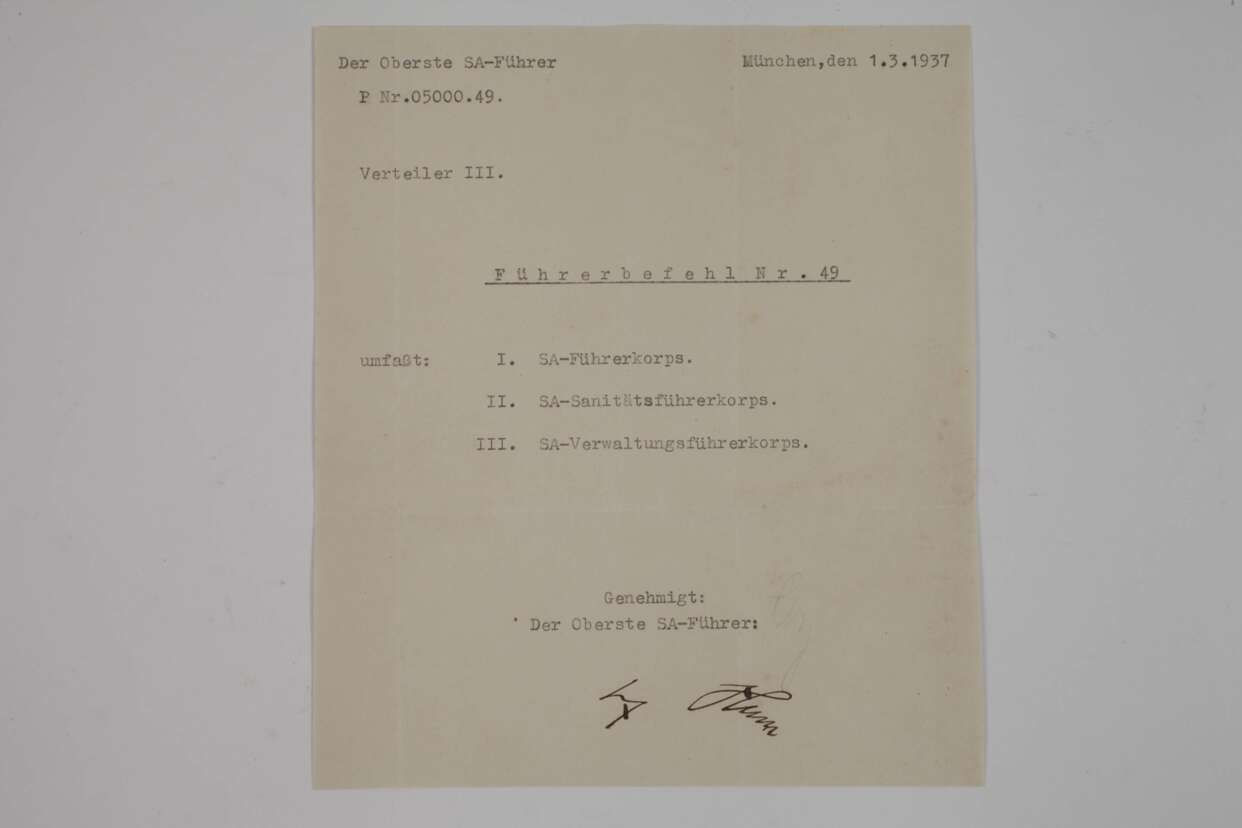 Der Oberste SA-Führer
München,den 1.3.1937
P Nr.05000.49.
Verteiler III.
Führerbefehl Nr. 49
umfaßt: I. SA-Führerkorps.
II. SA-Sanitätsführerkorps.
III. SA-Verwaltungsführerkorps.
Genehmigt:
Der Oberste SA-Führer: